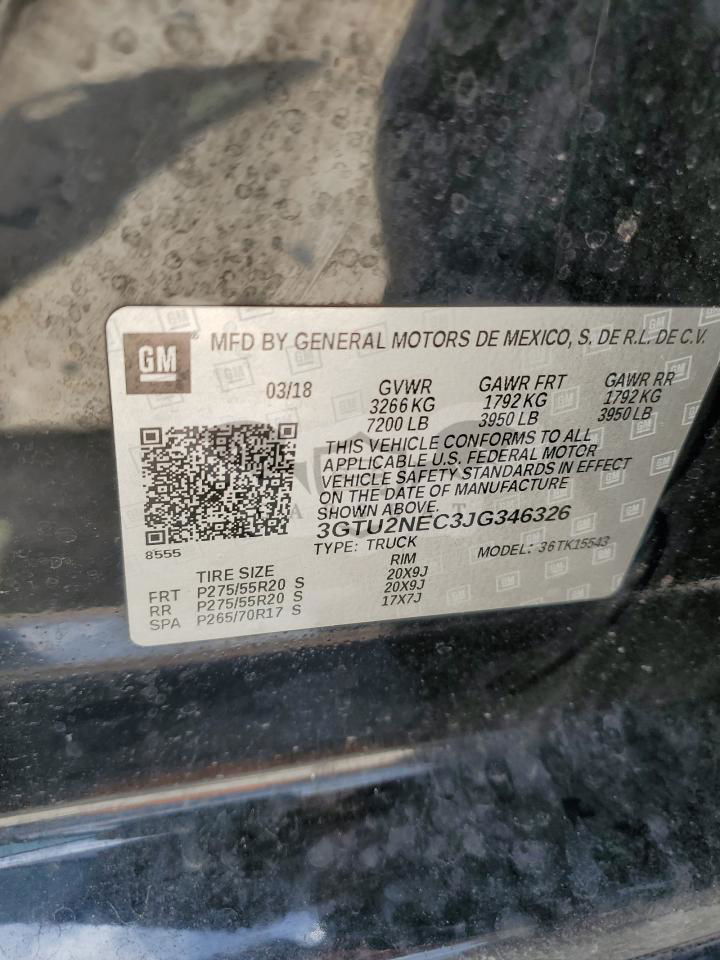 GM
MFD BY GENERAL MOTORS DE MEXICO, S. DE R.L. DE C.V.
03/18 GVWR GAWR FRT GAWR RR
3266 KG 1792 KG 1792 KG
7200 LB 3950 LB 3950 LB
THIS VEHICLE CONFORMS TO ALL
APPLICABLE U.S. FEDERAL MOTOR
VEHICLE SAFETY STANDARDS IN EFFECT
ON THE DATE OF MANUFACTURE
SHOWN ABOVE.
3GTU2NEC3JG346326
8555
TYPE: TRUCK MODEL: 36TK15543
TIRE SIZE RIM
FRT P275/55R20 S 20X9J
RR P275/55R20 S 20X9J
SPA P265/70R17 S 17X7J